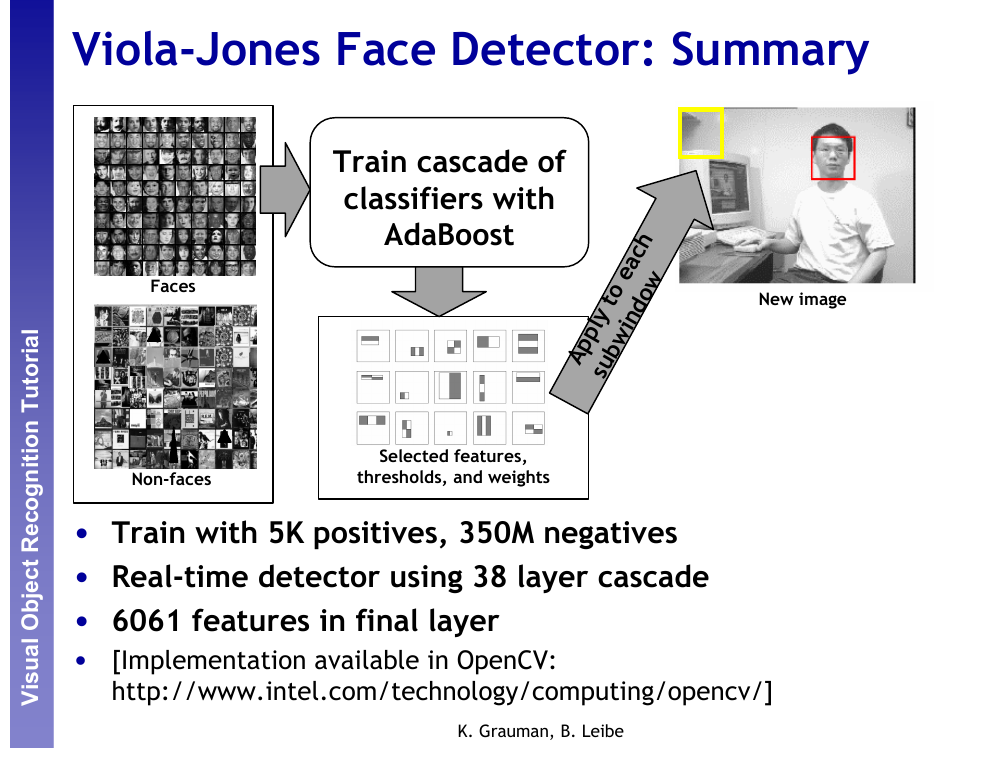 Viola-Jones Face Detector: Summary
Visual Object Recognition Tutorial
Faces
Non-faces
Train cascade of
classifiers with
AdaBoost
Selected features,
thresholds, and weights
Apply to each
subwindow
New image
• Train with 5K positives, 350M negatives
• Real-time detector using 38 layer cascade
• 6061 features in final layer
• [Implementation available in OpenCV:
http://www.intel.com/technology/computing/opencv/]
K. Grauman, B. Leibe